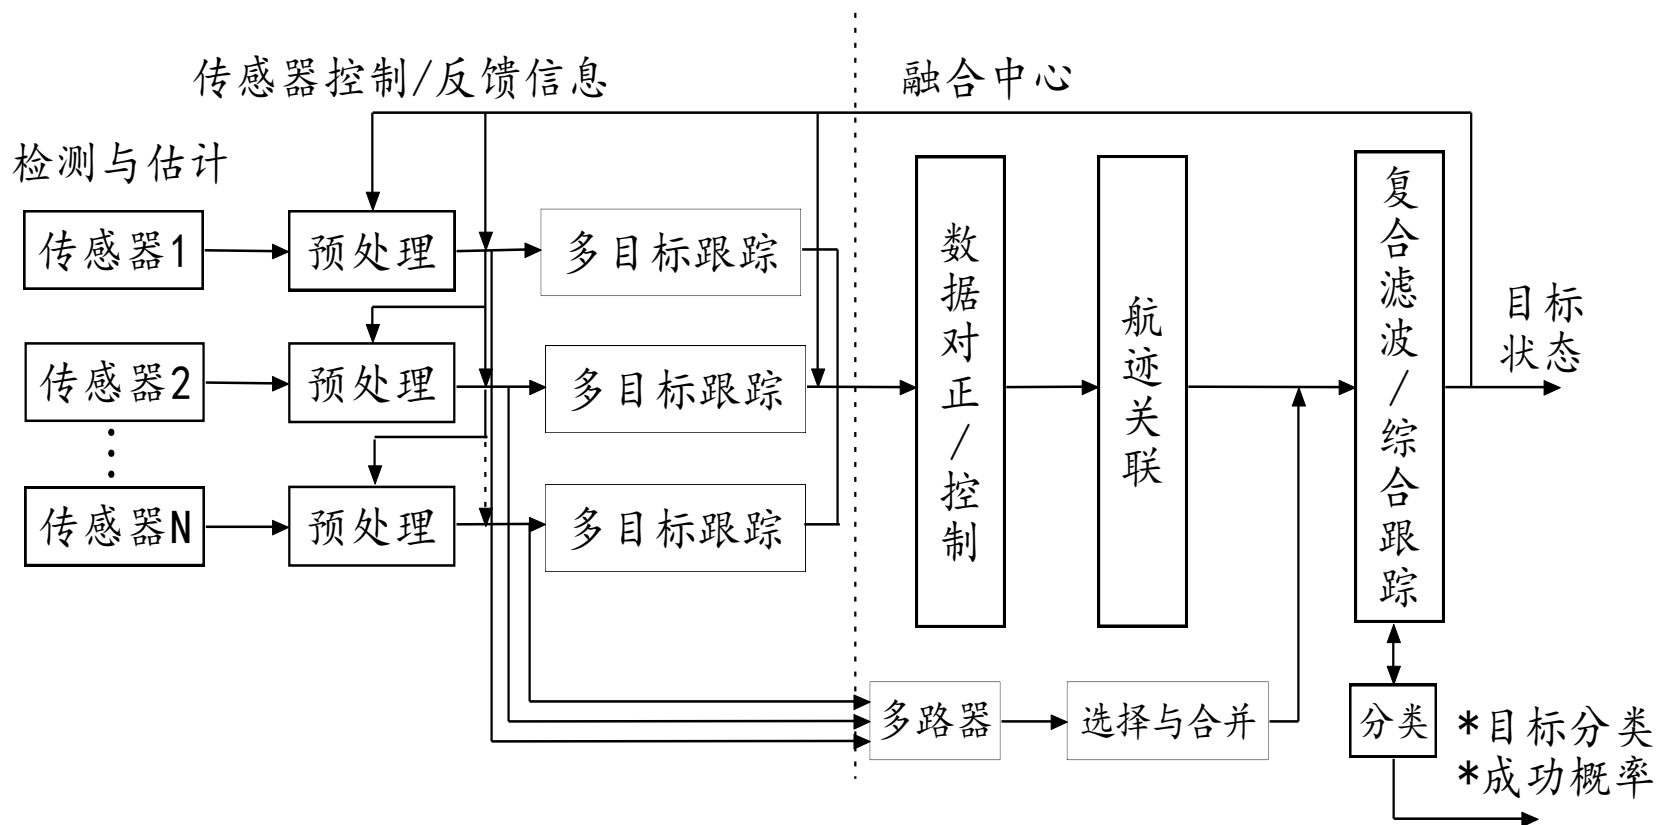 传感器控制/反馈信息
融合中心
检测与估计
传感器1
预处理
多目标跟踪
传感器2
预处理
多目标跟踪
传感器N
预处理
多目标跟踪
数据对正/控制
航迹关联
复合滤波/综合跟踪
目标
状态
多路器
选择与合并
分类
*目标分类
*成功概率